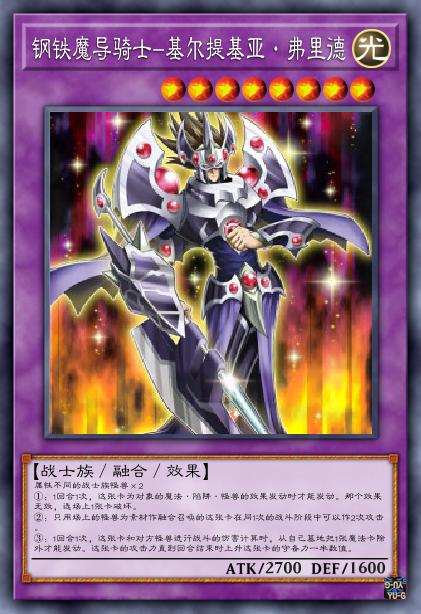 钢铁魔导骑士-基尔提基亚·弗里德
光
【战士族/融合/效果】
属性不同的战士族怪兽×2
①：1回合1次，这张卡为对象的魔法·陷阱·怪兽的效果发动时才能发动。那个效果
无效，选场上1张卡破坏。
②：只用场上的怪兽为素材作融合召唤的这张卡在同1次的战斗阶段中可以作2次攻击
。
③：1回合1次，这张卡和对方怪兽进行战斗的伤害计算时，从自己墓地把1张魔法卡除
外才能发动。这张卡的攻击力直到回合结束时上升这张卡的守备力一半数值。
ATK/2700 DEF/1600